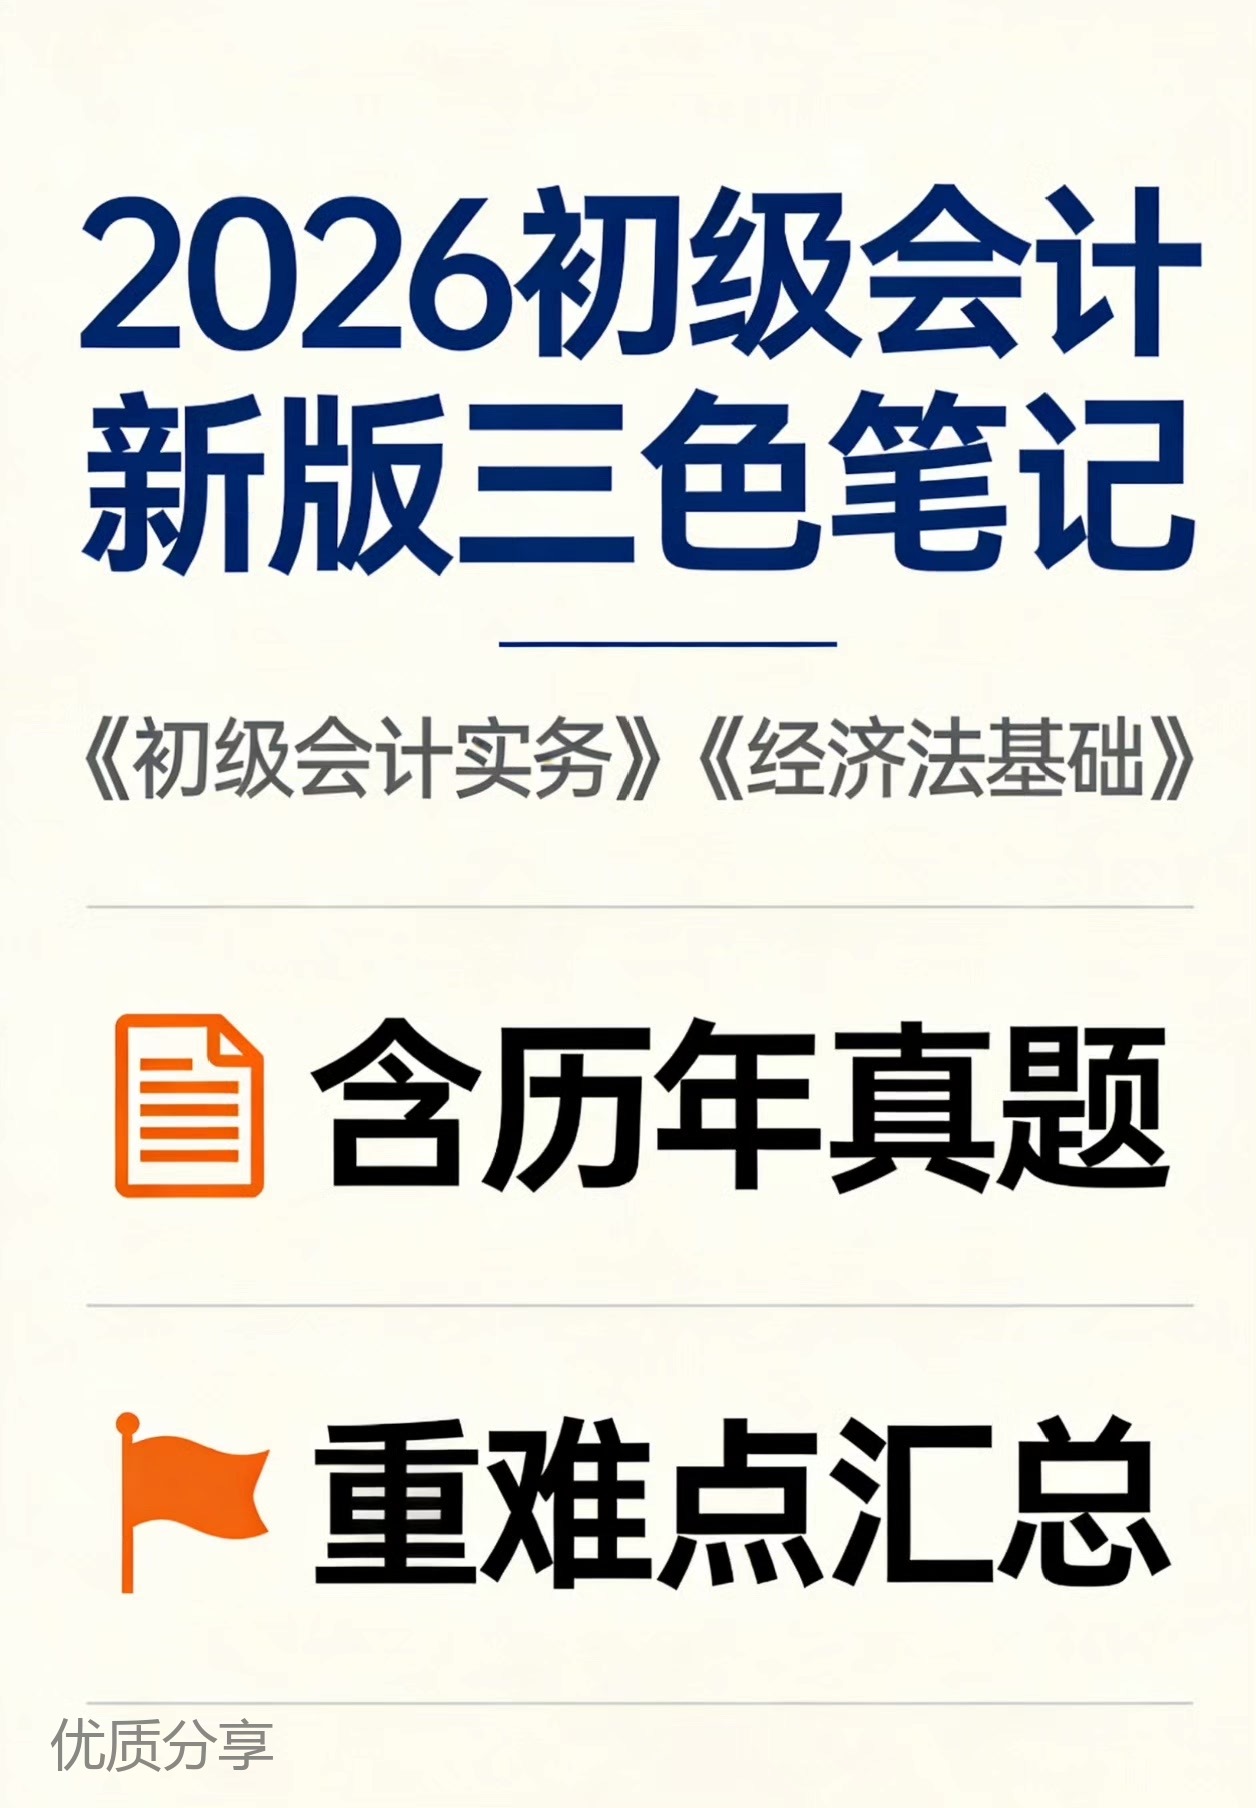 2026初级会计
新版三色笔记
《初级会计实务》《经济法基础》
含历年真题
重难点汇总
优质分享